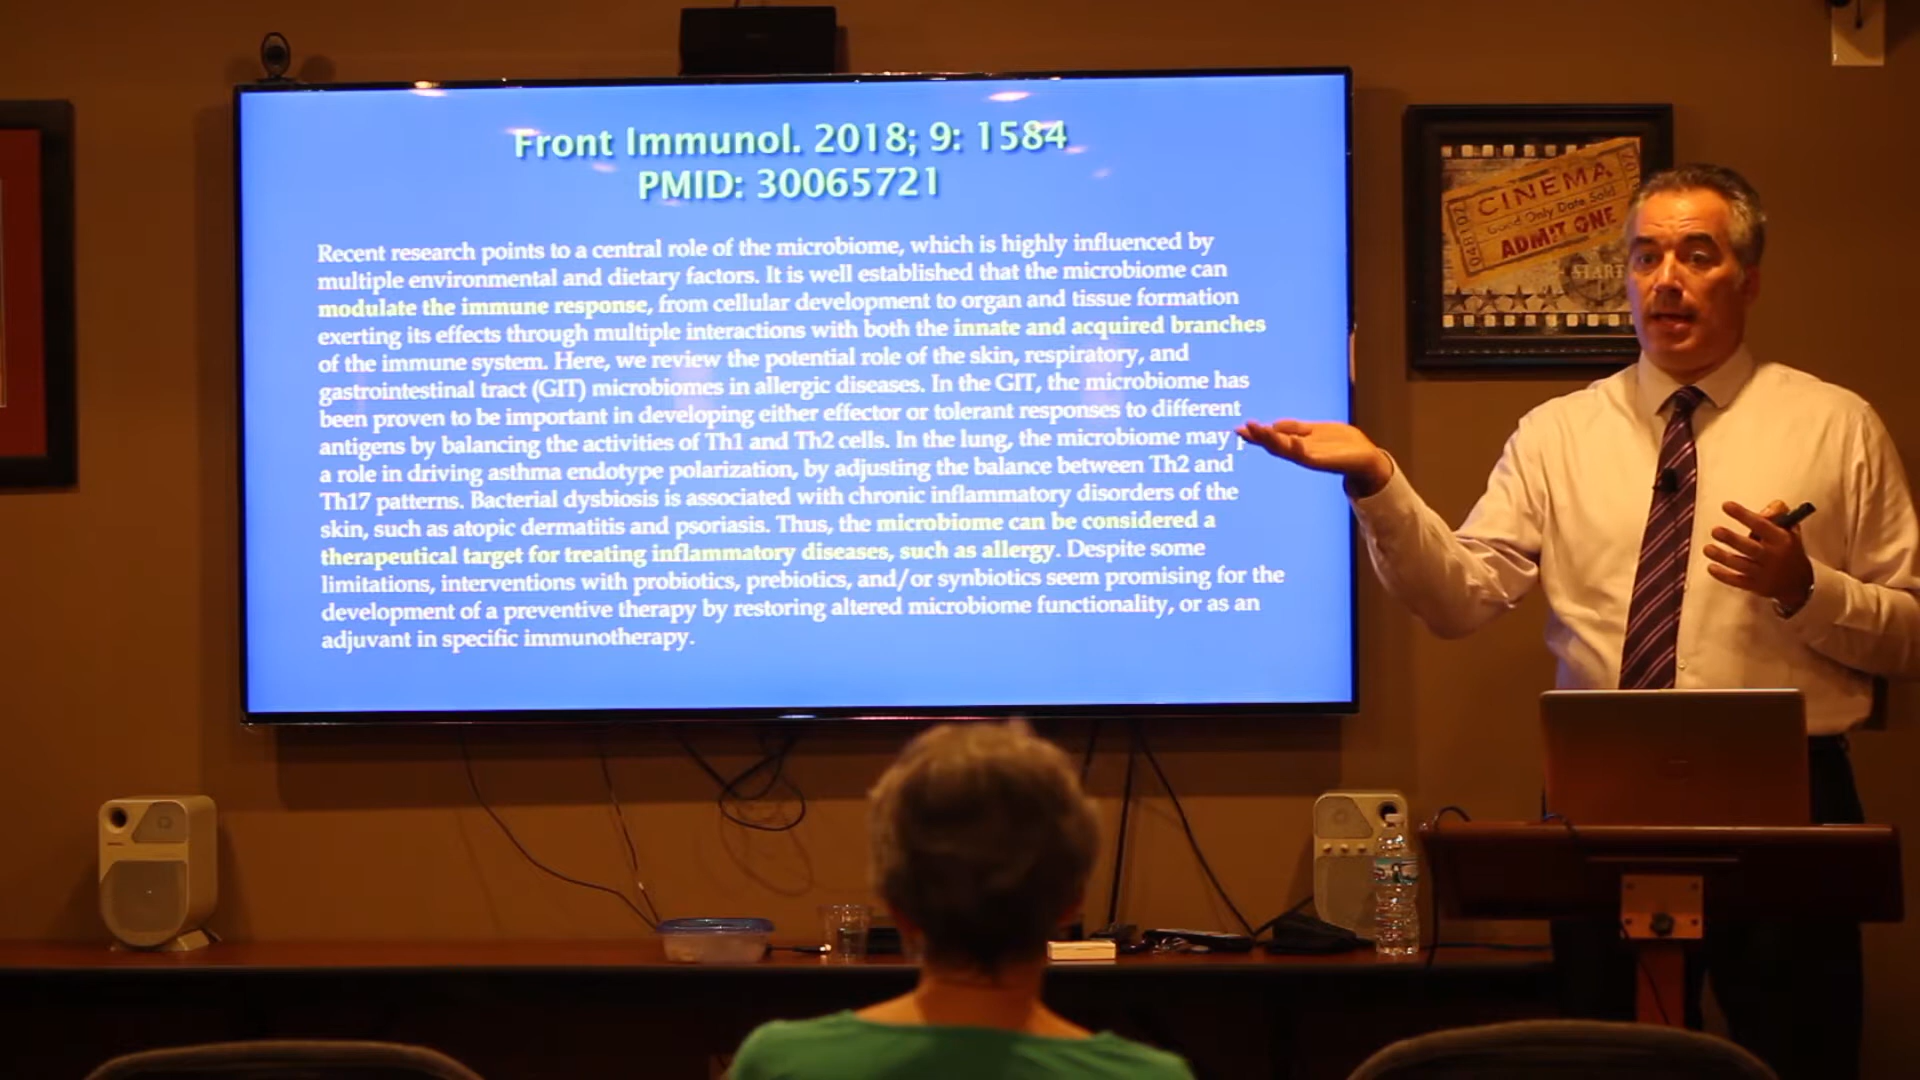 Front Immunol. 2018; 9: 1584
PMID: 30065721
Recent research points to a central role of the microbiome, which is highly influenced by
multiple environmental and dietary factors. It is well established that the microbiome can
modulate the immune response, from cellular development to organ and tissue formation
exerting its effects through multiple interactions with both the innate and acquired branches
of the immune system. Here, we review the potential role of the skin, respiratory, and
gastrointestinal tract (GIT) microbiomes in allergic diseases. In the GIT, the microbiome has
been proven to be important in developing either effector or tolerant responses to different
antigens by balancing the activities of Th1 and Th2 cells. In the lung, the microbiome may
a role in driving asthma endotype polarization, by adjusting the balance between Th2 and
Th17 patterns. Bacterial dysbiosis is associated with chronic inflammatory disorders of the
skin, such as atopic dermatitis and psoriasis. Thus, the microbiome can be considered a
therapeutical target for treating inflammatory diseases, such as allergy. Despite some
limitations, interventions with probiotics, prebiotics, and/or synbiotics seem promising for the
development of a preventive therapy by restoring altered microbiome functionality, or as an
adjuvant in specific immunotherapy.
CINEMA
Good Only Date Sold
ADMIT ONE
START